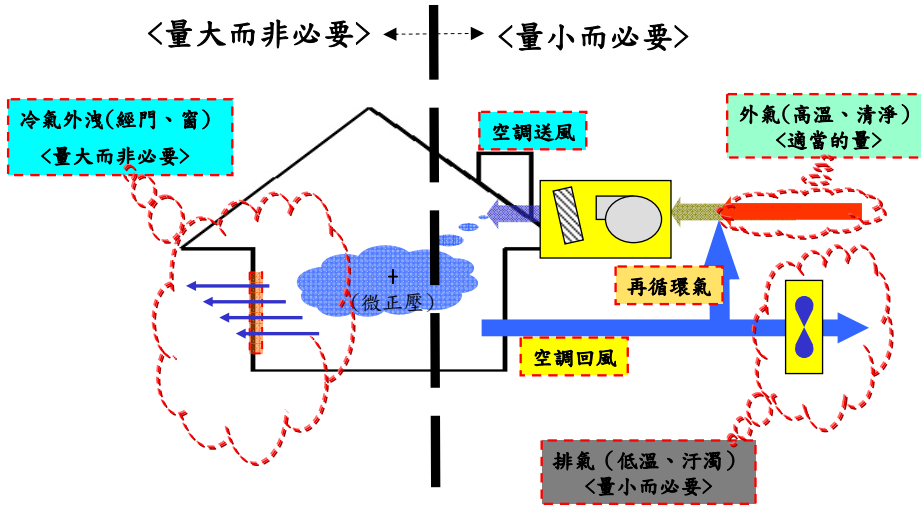 <量大而非必要>
<量小而必要>
冷氣外洩(經門、窗)
<量大而非必要>
空調送風
外氣(高溫、清淨)
<適當的量>
+
(微正壓)
再循環氣
空調回風
排氣(低溫、汙濁)
<量小而必要>